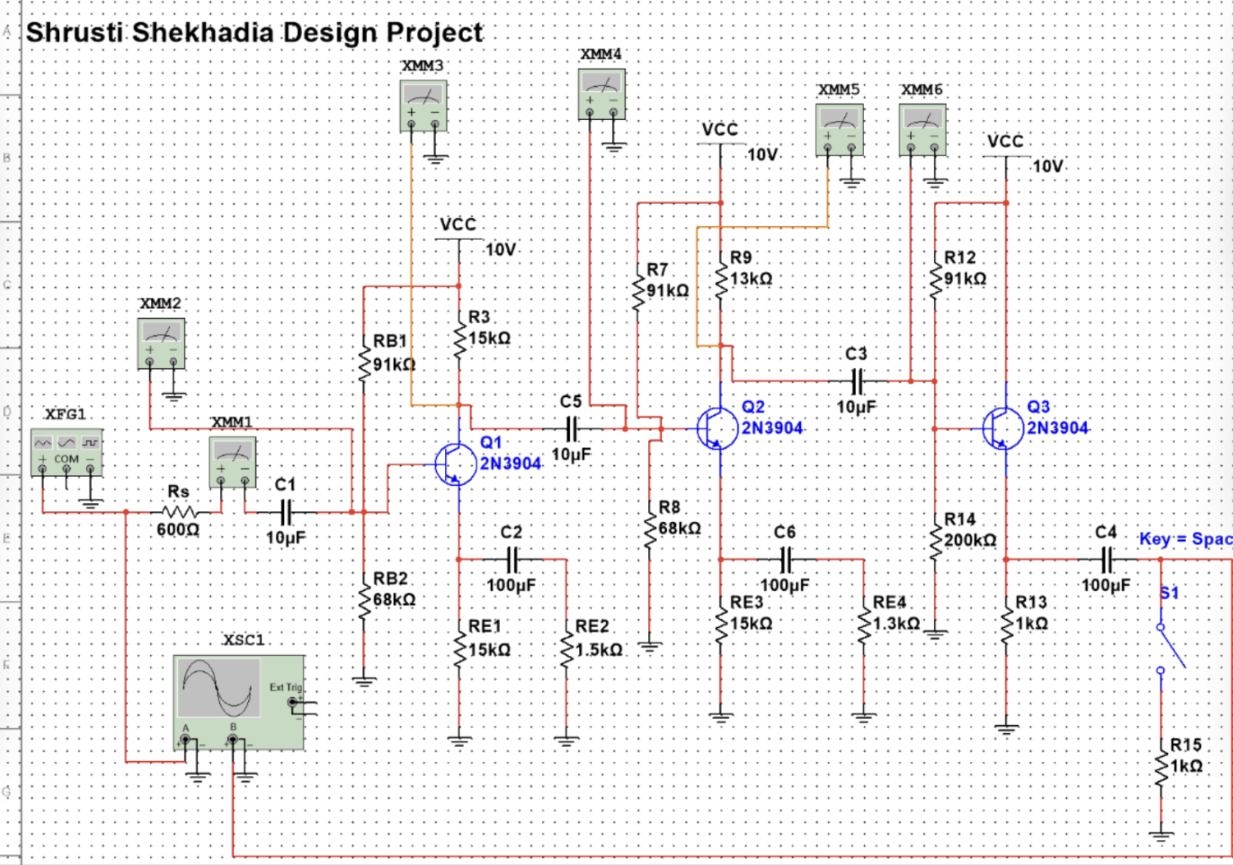 Shrusti Shekhadia Design Project
XMM3
XMM4
XMM5
XMM6
VCC
10V
VCC
10V
VCC
10V
R7
91kΩ
R9
13kΩ
R12
91kΩ
XMM2
RB1
91kΩ
R3
15kΩ
C3
10µF
XFG1
COM
XMM1
C5
10µF
Q2
2N3904
Q3
2N3904
Q1
2N3904
Rs
600Ω
C1
10µF
R8
68kΩ
R14
200kΩ
C2
100µF
C6
100µF
C4
100µF
Key = Spac
S1
RB2
68kΩ
RE1
15kΩ
RE2
1.5kΩ
RE3
15kΩ
RE4
1.3kΩ
R13
1kΩ
XSC1
Ext Trig
A
B
R15
1kΩ
A
B
C
D
E
F
G